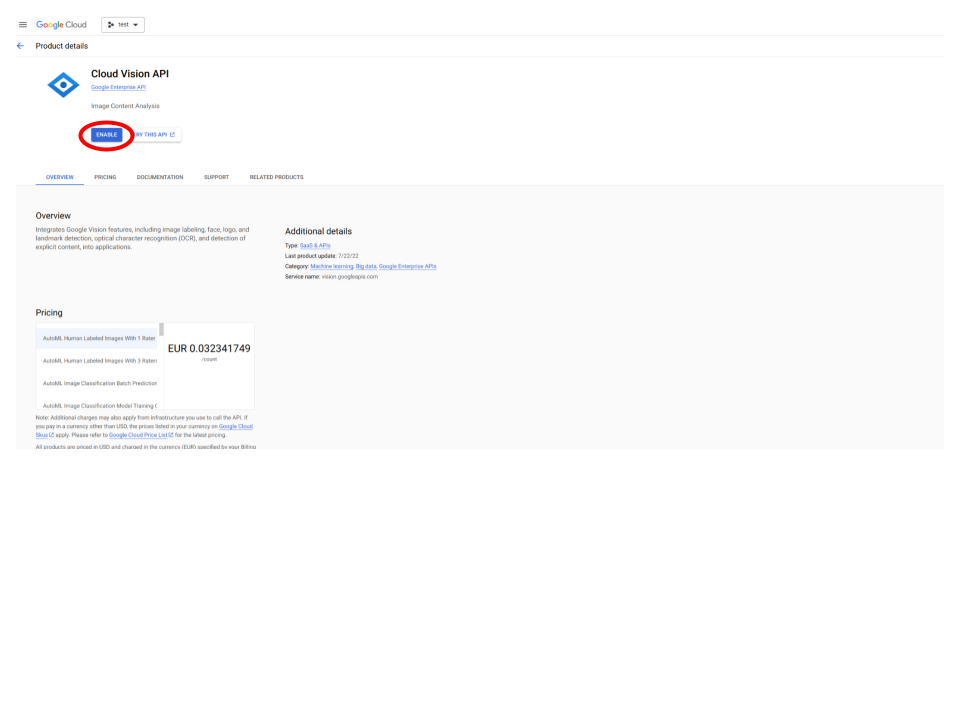 Google Cloud
test
Product details
Cloud Vision API
Google Enterprise API
Image Content Analysis
ENABLE
TRY THIS API
OVERVIEW PRICING DOCUMENTATION SUPPORT RELATED PRODUCTS
Overview
Integrates Google Vision features, including image labeling, face, logo, and
landmark detection, optical character recognition (OCR), and detection of
explicit content, into applications.
Additional details
Type: SaaS & APIs
Last product update: 7/22/22
Category: Machine learning, Big data, Google Enterprise APIs
Service name: vision.googleapis.com
Pricing
AutoML Human Labeled Images With 1 Rater
AutoML Human Labeled Images With 3 Raters
AutoML Image Classification Batch Prediction
AutoML Image Classification Model Training
EUR 0.032341749
/count
Note: Additional charges may also apply from infrastructure you use to call the API. If
you pay in a currency other than USD, the prices listed in your currency on Google Cloud
Skus apply. Please refer to Google Cloud Price List for the latest pricing.
All products are priced in USD and charged in the currency (EUR) specified by your Billing